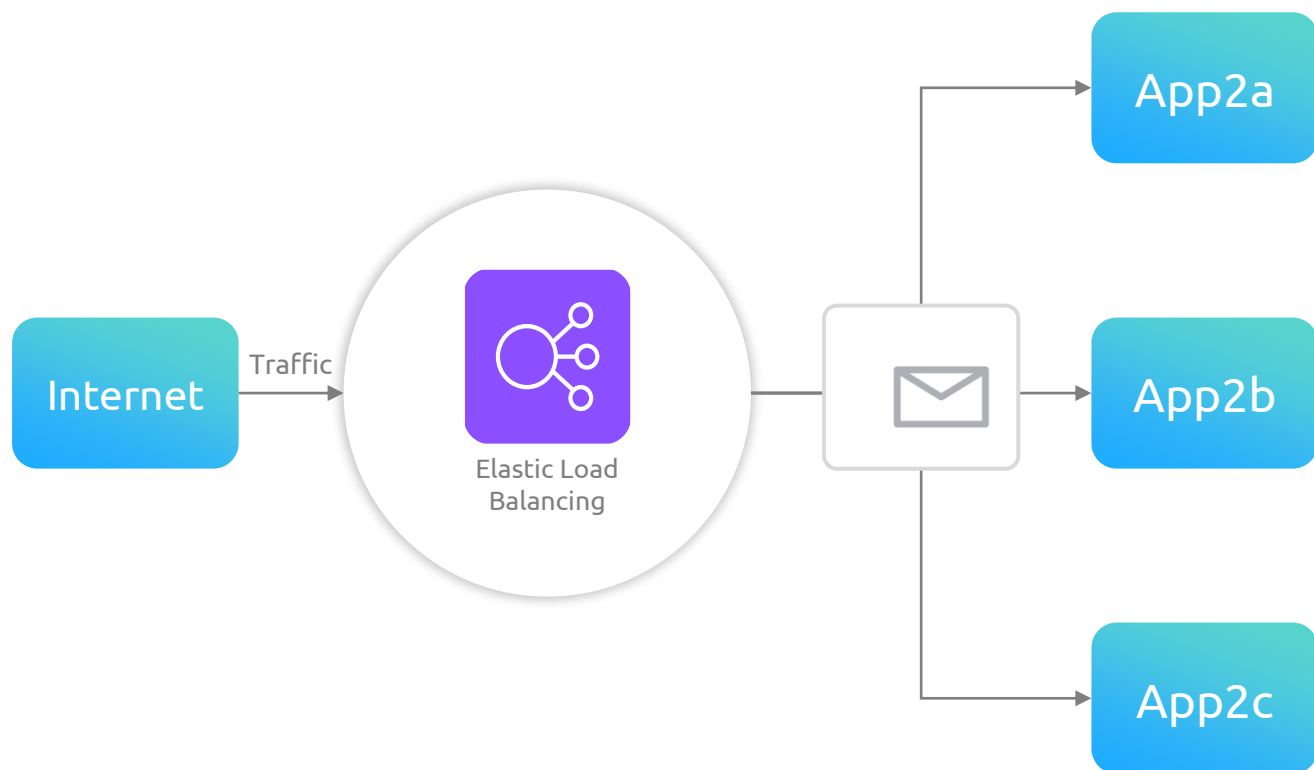 Internet
Traffic
Elastic Load
Balancing
App2a
App2b
App2c